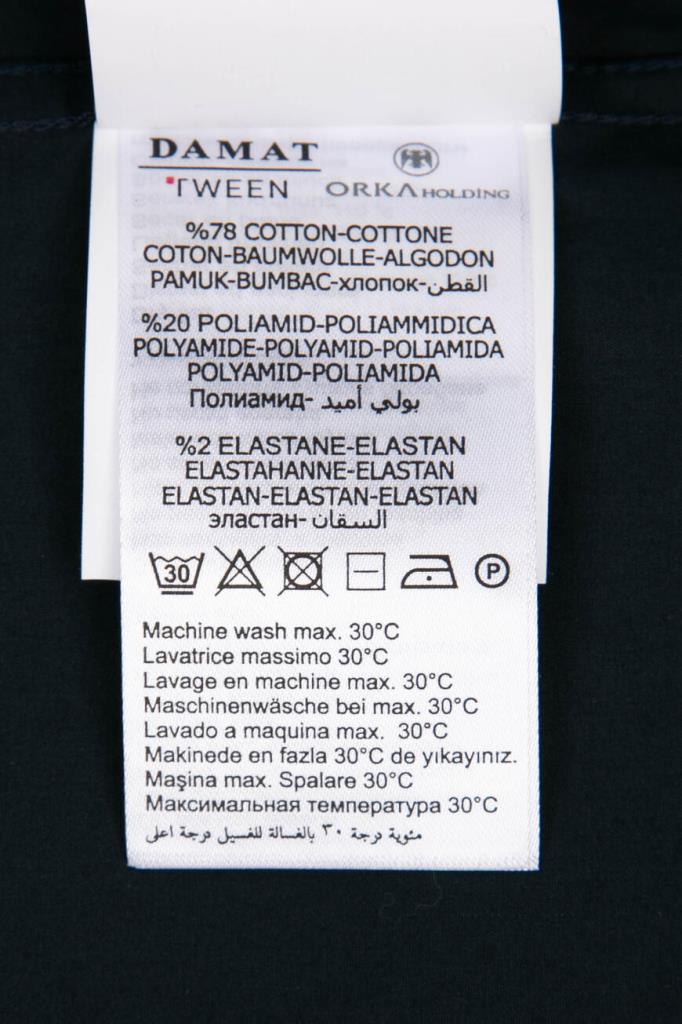 DAMAT
TWEEN
ORKA HOLDING
%78 COTTON-COTTONE
COTON-BAUMWOLLE-ALGODON
PAMUK-BUMBAC-хлопок-القطن
%20 POLIAMID-POLIAMMIDICA
POLYAMIDE-POLYAMID-POLIAMIDA
POLYAMID-POLIAMIDA
Полиамид- بولي أميد
%2 ELASTANE-ELASTAN
ELASTAHANNE-ELASTAN
ELASTAN-ELASTAN-ELASTAN
эластан- السقان
30
P
Machine wash max. 30°C
Lavatrice massimo 30°C
Lavage en machine max. 30°C
Maschinenwäsche bei max. 30°C
Lavado a maquina max. 30°C
Makinede en fazla 30°C de yıkayınız.
Maşina max. Spalare 30°C
Максимальная температура 30°C
مئوية درجة ٣٠ بالغسالة للغسيل درجة اعلى